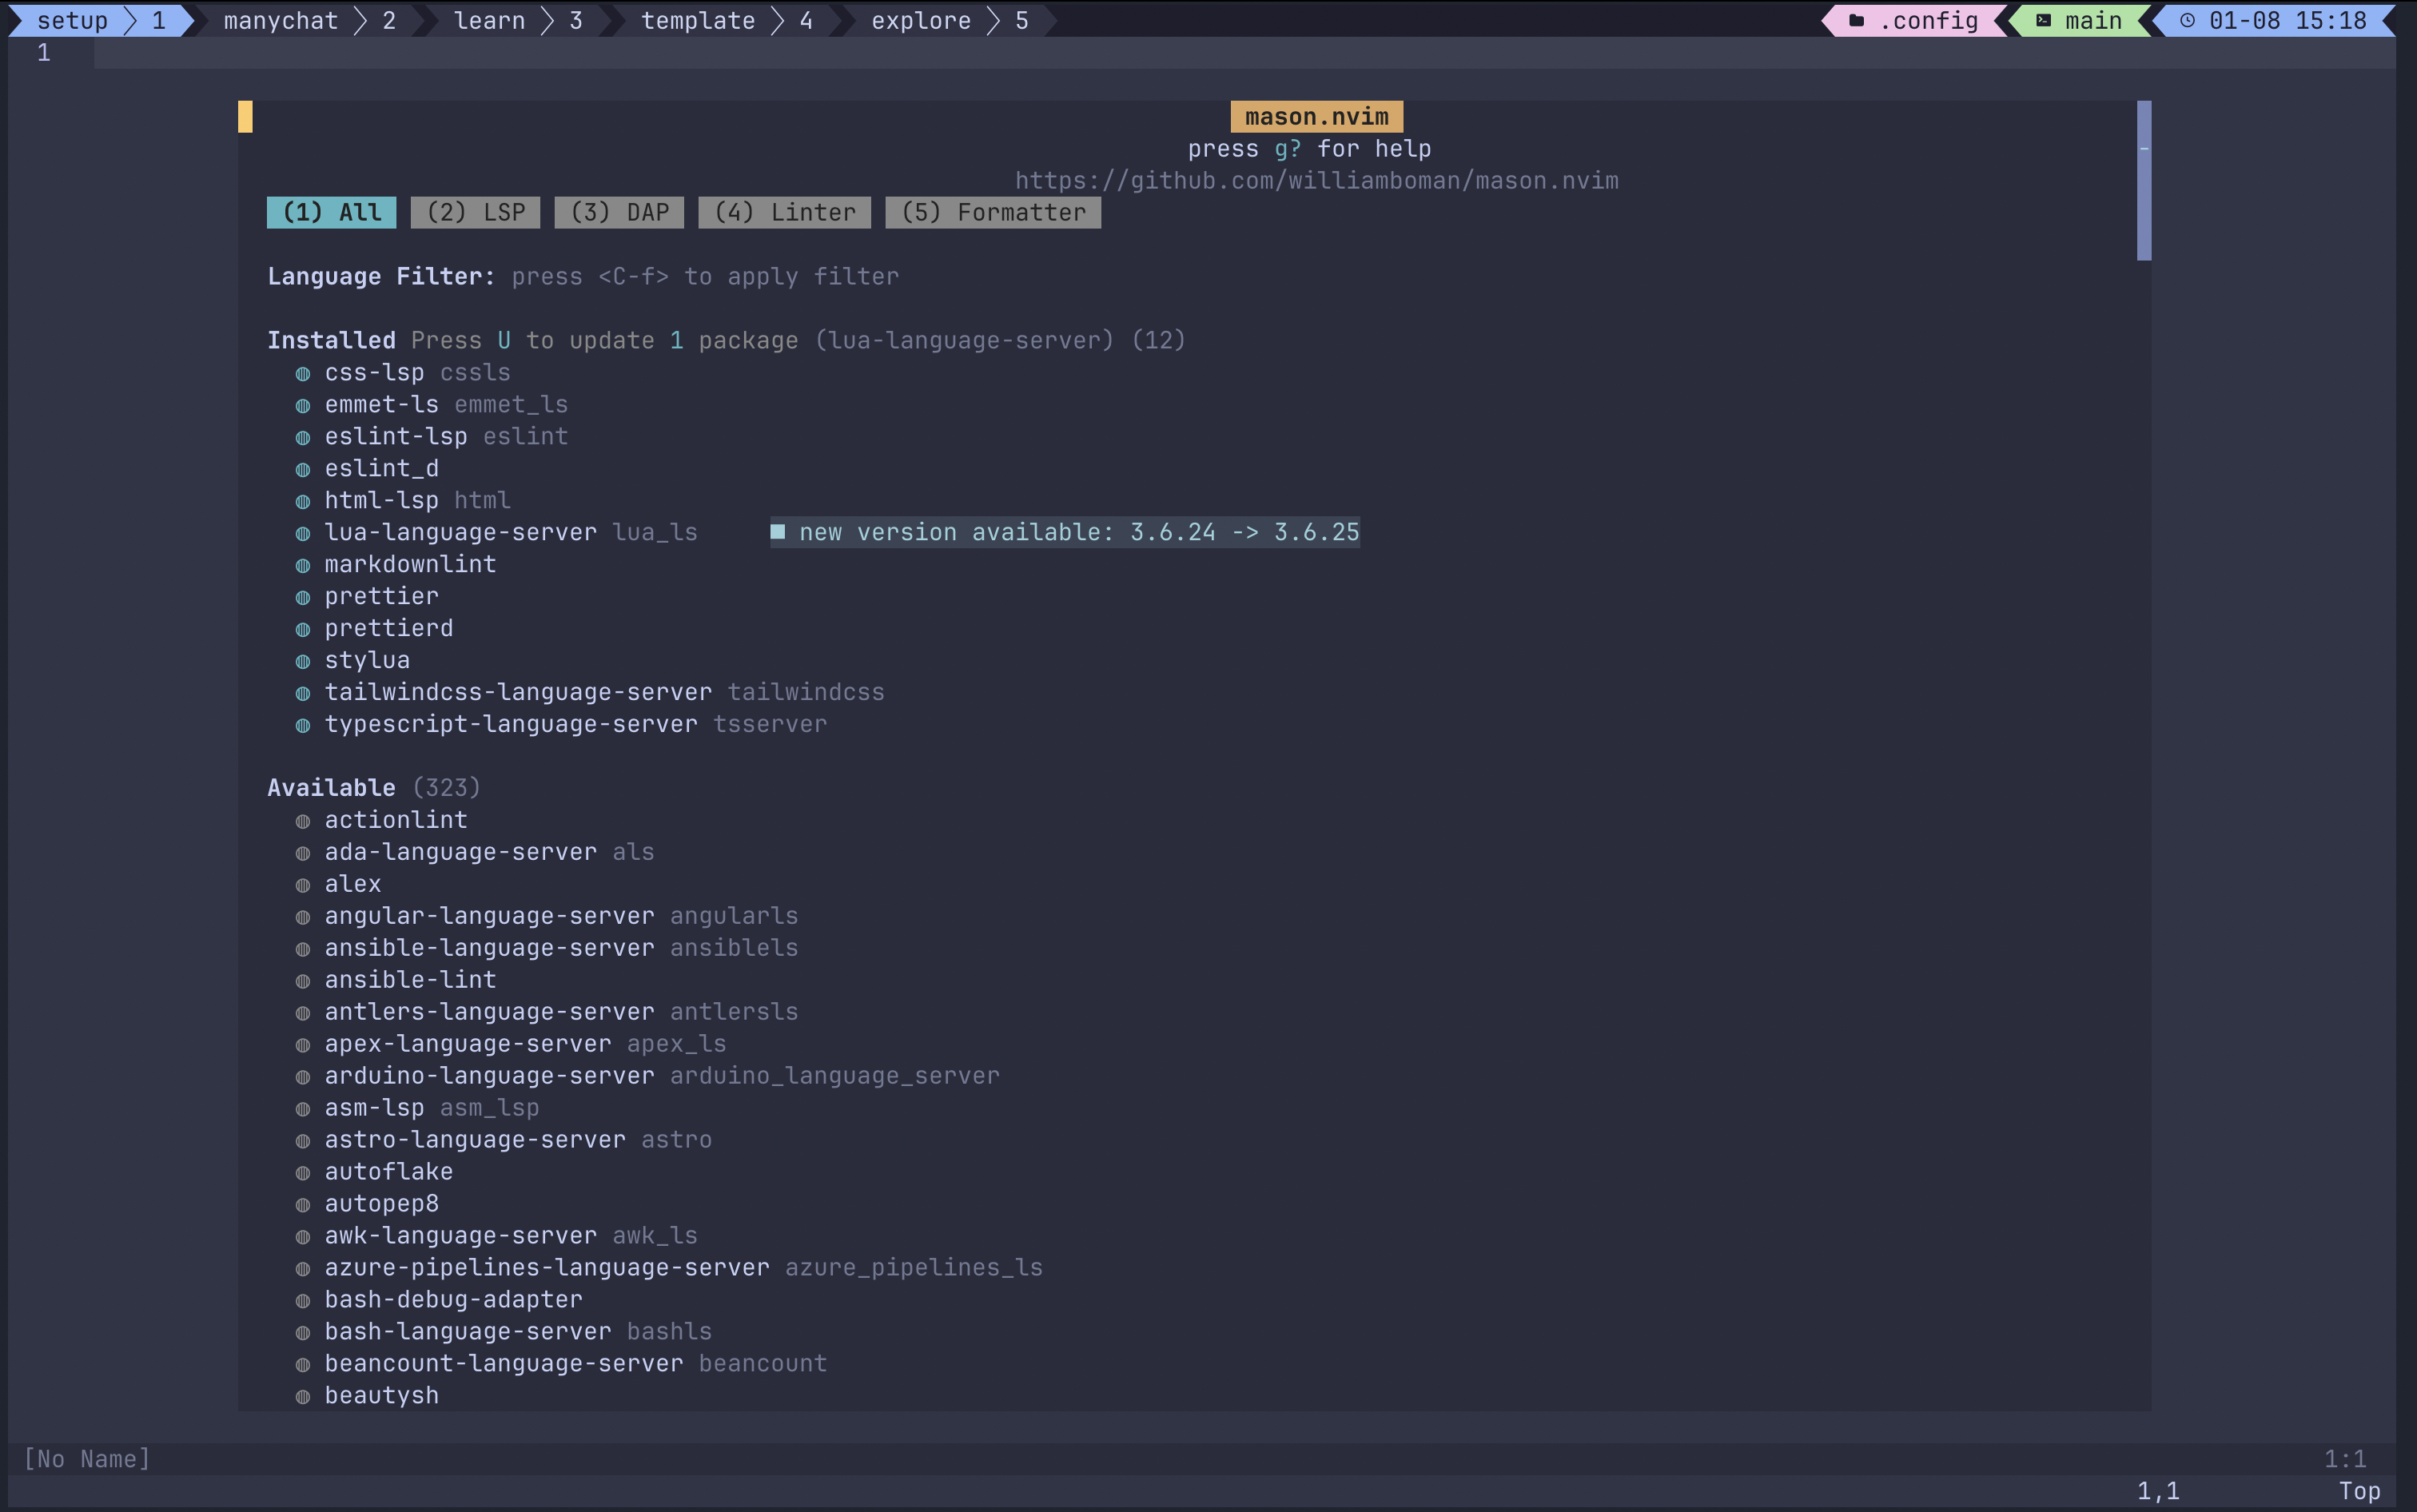 setup 1 manychat 2 learn 3 template 4 explore 5 .config main 01-08 15:18
1
mason.nvim
press g? for help
https://github.com/williamboman/mason.nvim
(1) All (2) LSP (3) DAP (4) Linter (5) Formatter
Language Filter: press <C-f> to apply filter
Installed Press U to update 1 package (lua-language-server) (12)
css-lsp cssls
emmet-ls emmet_ls
eslint-lsp eslint
eslint_d
html-lsp html
lua-language-server lua_ls ■ new version available: 3.6.24 -> 3.6.25
markdownlint
prettier
prettierd
stylua
tailwindcss-language-server tailwindcss
typescript-language-server tsserver
Available (323)
actionlint
ada-language-server als
alex
angular-language-server angularls
ansible-language-server ansiblels
ansible-lint
antlers-language-server antlersls
apex-language-server apex_ls
arduino-language-server arduino_language_server
asm-lsp asm_lsp
astro-language-server astro
autoflake
autopep8
awk-language-server awk_ls
azure-pipelines-language-server azure_pipelines_ls
bash-debug-adapter
bash-language-server bashls
beancount-language-server beancount
beautysh
[No Name] 1:1
1,1 Top